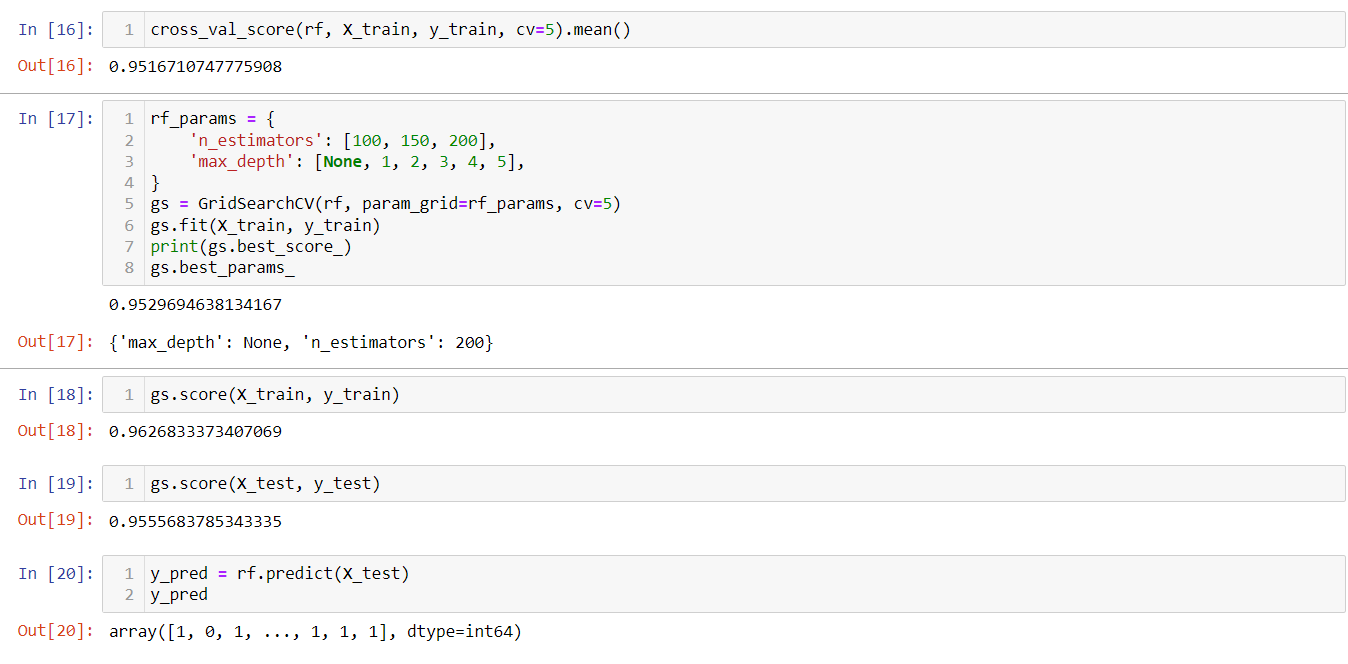 In [16]: 1 cross_val_score(rf, X_train, y_train, cv=5).mean()
Out[16]: 0.9516710747775908
In [17]: 1 rf_params = {
2     'n_estimators': [100, 150, 200],
3     'max_depth': [None, 1, 2, 3, 4, 5],
4 }
5 gs = GridSearchCV(rf, param_grid=rf_params, cv=5)
6 gs.fit(X_train, y_train)
7 print(gs.best_score_)
8 gs.best_params_
0.9529694638134167
Out[17]: {'max_depth': None, 'n_estimators': 200}
In [18]: 1 gs.score(X_train, y_train)
Out[18]: 0.9626833373407069
In [19]: 1 gs.score(X_test, y_test)
Out[19]: 0.9555683785343335
In [20]: 1 y_pred = rf.predict(X_test)
2 y_pred
Out[20]: array([1, 0, 1, ..., 1, 1, 1], dtype=int64)